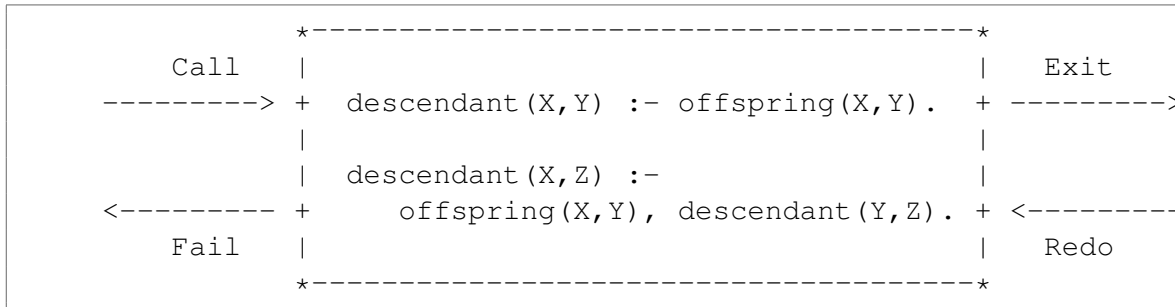 *--------------------------------------*
Call | | Exit
---------> + descendant(X,Y) :- offspring(X,Y). + --------->
| |
| descendant(X,Z) :- |
<--------- + offspring(X,Y), descendant(Y,Z). + <---------
Fail | | Redo
*--------------------------------------*